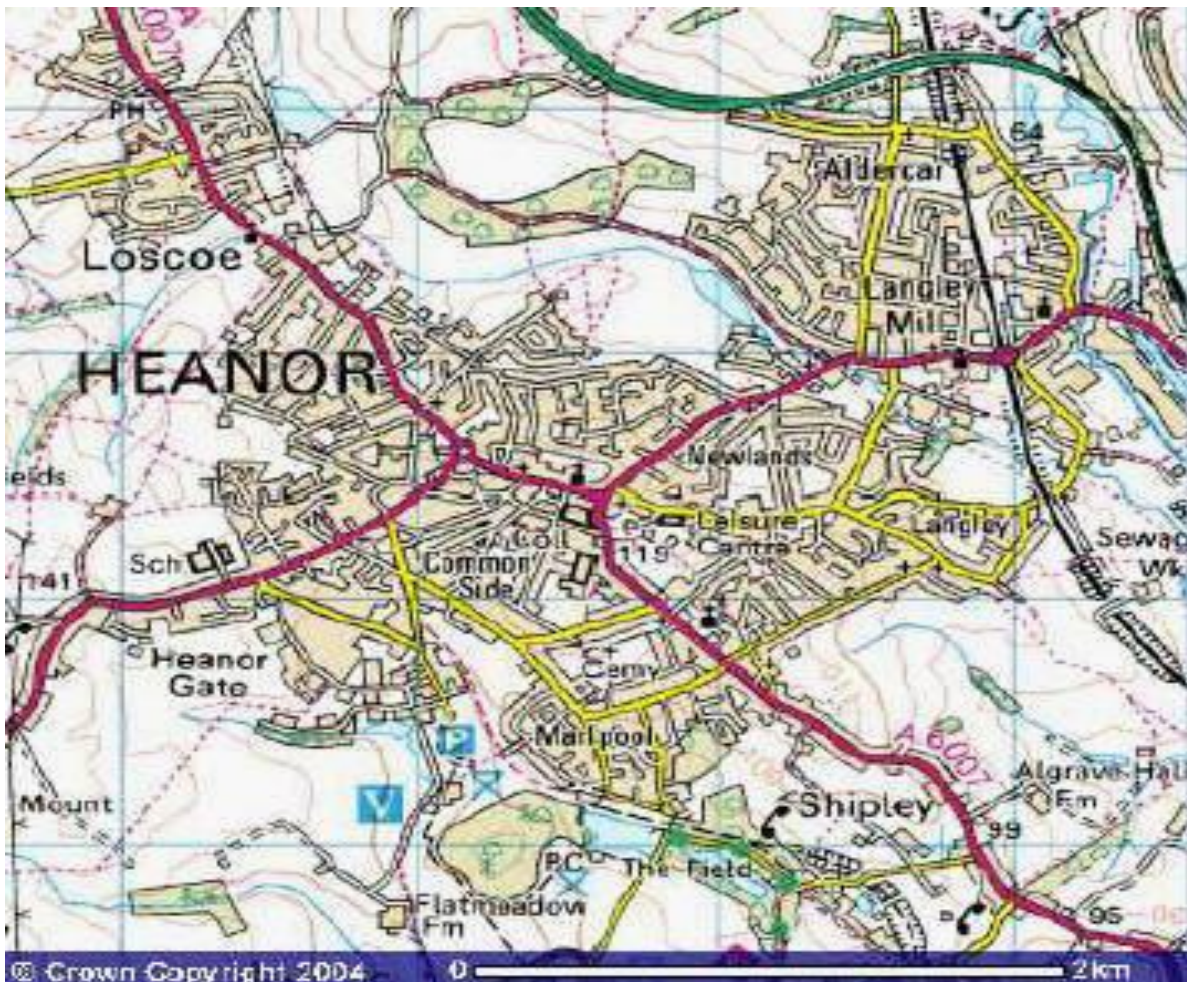 A 6007
PH
64
Aldercar
Loscoe
Langley
Mill
HEANOR
Newlands
Leisure
Centre
Langley
119
Common
Side
Sch
141
Heanor
Gate
Cemy
Marlpool
P
V
A 6007
Mount
Shipley
Algrave Hall
Fm
99
PC
The Field
Flatmeadow
Fm
95
© Crown Copyright 2004
0
2km